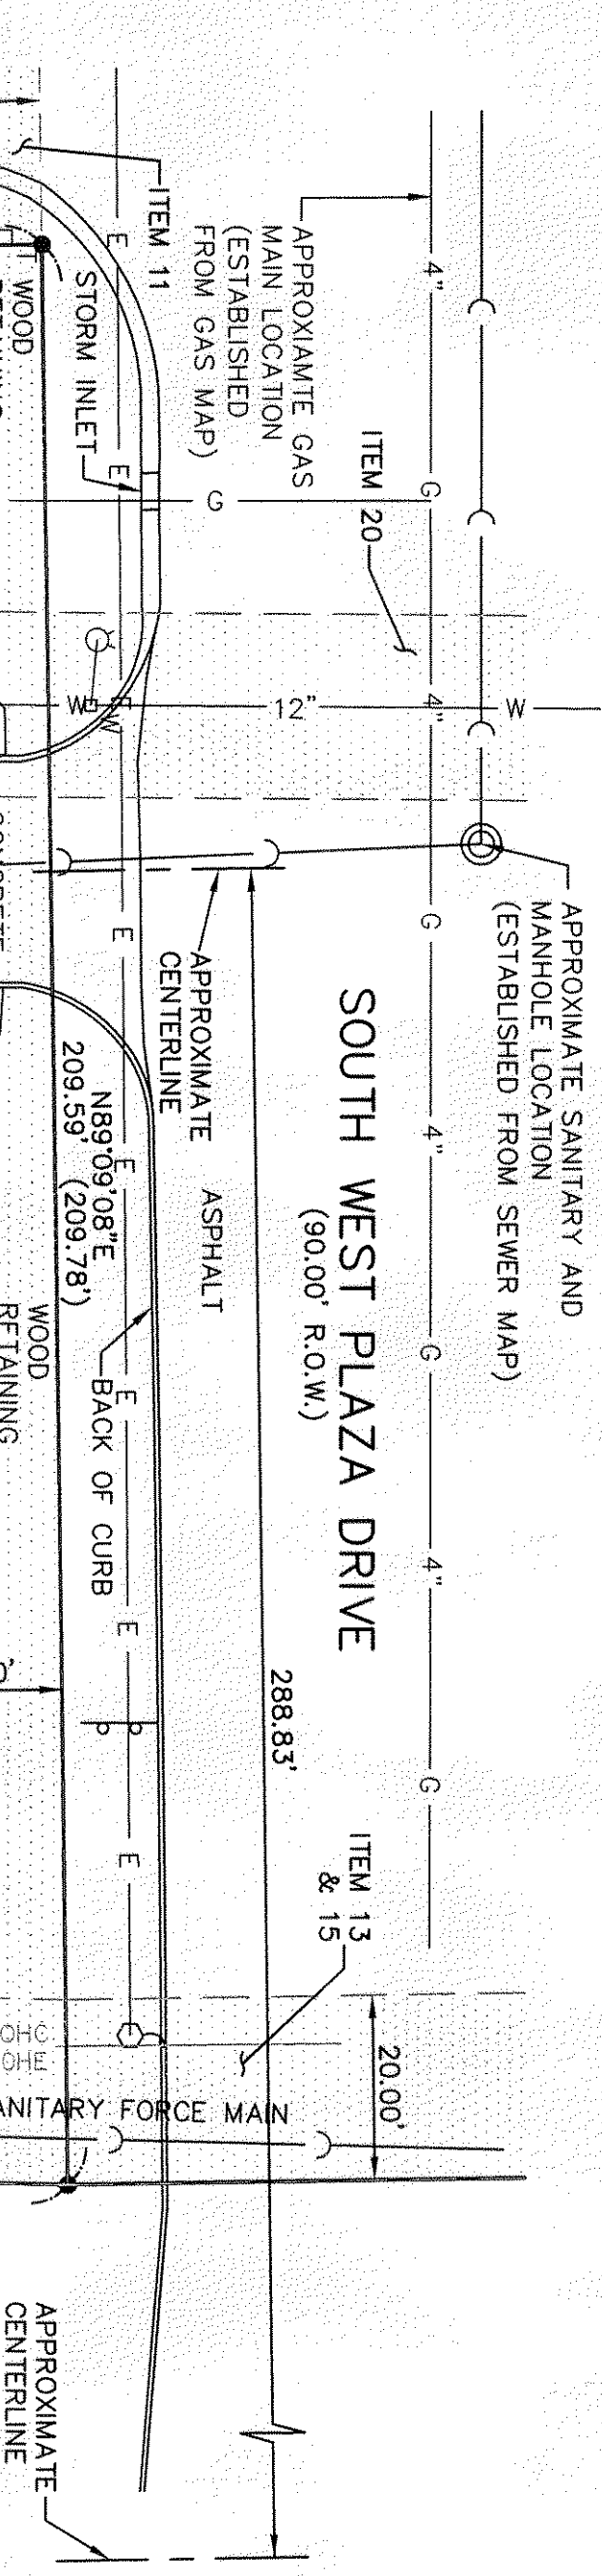 APPROXIMATE SANITARY AND
MANHOLE LOCATION
(ESTABLISHED FROM SEWER MAP)
W
4"
G
4"
G
4"
G
4"
G
APPROXIAMTE GAS
MAIN LOCATION
(ESTABLISHED
FROM GAS MAP)
ITEM 20
12"
G
SOUTH WEST PLAZA DRIVE
(90.00' R.O.W.)
288.83'
ITEM 13
& 15
20.00'
ITEM 11
STORM INLET
APPROXIMATE
CENTERLINE
ASPHALT
BACK OF CURB
E
E
W
W
E
E
E
E
E
N89°09'08"E
209.59' (209.78')
WOOD
WOOD
RETAINING
CONCRETE
OHC
OHE
SANITARY FORCE MAIN
APPROXIMATE
CENTERLINE